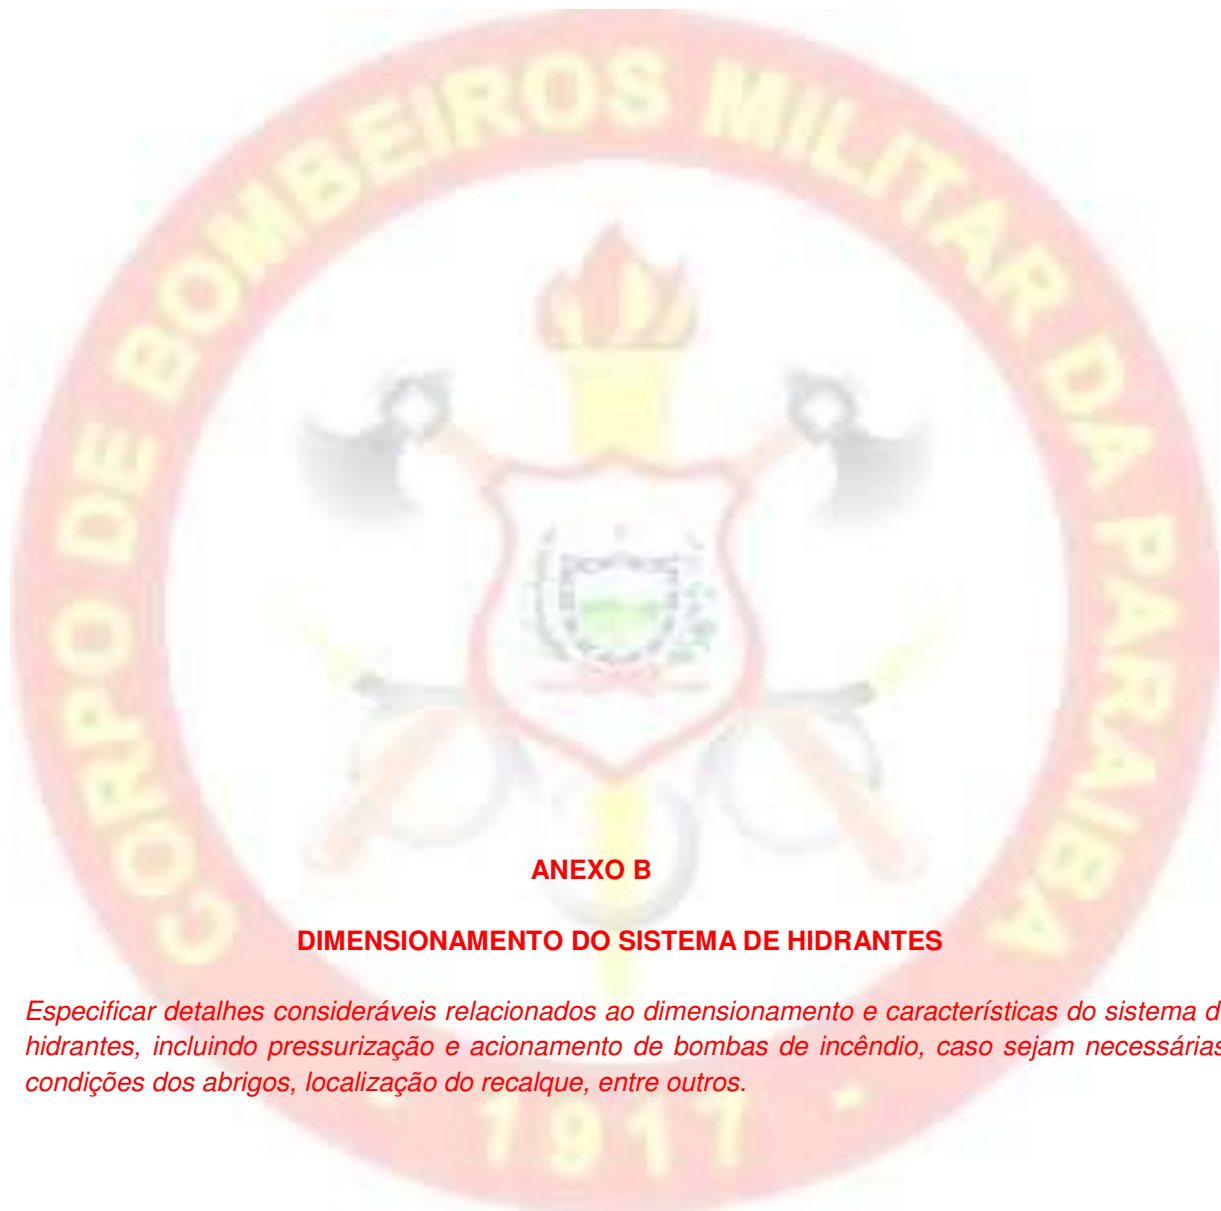 CORPO DE BOMBEIROS MILITAR DA PARAIBA
ANEXO B
DIMENSIONAMENTO DO SISTEMA DE HIDRANTES
Especificar detalhes consideráveis relacionados ao dimensionamento e características do sistema d
hidrantes, incluindo pressurização e acionamento de bombas de incêndio, caso sejam necessárias
condições dos abrigos, localização do recalque, entre outros.
- 1917 -